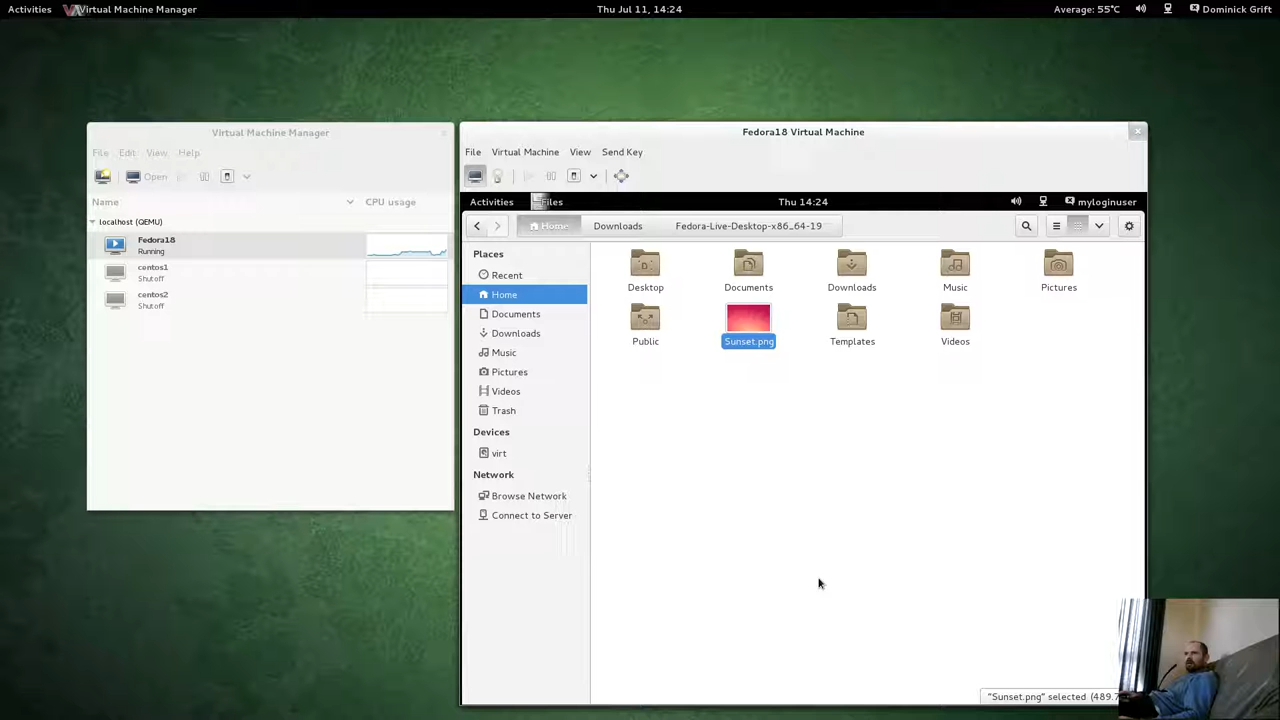 Activities Virtual Machine Manager Thu Jul 11, 14:24 Average: 55°C Dominick Grift
Virtual Machine Manager
File Edit View Help
Open
Name CPU usage
localhost (QEMU)
Fedora18
Running
centos1
Shutoff
centos2
Shutoff
Fedora18 Virtual Machine
File Virtual Machine View Send Key
Activities Files Thu 14:24 myloginuser
Home Downloads Fedora-Live-Desktop-x86_64-19
Places
Recent
Home
Documents
Downloads
Music
Pictures
Videos
Trash
Devices
virt
Network
Browse Network
Connect to Server
Desktop Documents Downloads Music Pictures
Public Sunset.png Templates Videos
"Sunset.png" selected (489.7